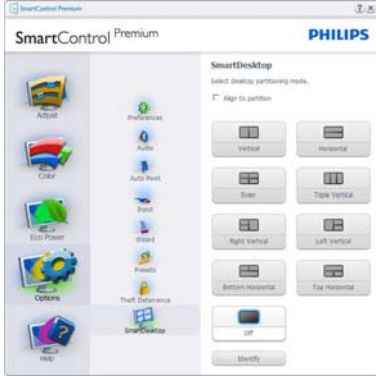 SmartControl Premium
SmartControl Premium
PHILIPS
Adjust
Color
Eco Power
Options
Help
Preferences
Audio
Auto Pivot
Input
Wizard
Presets
Theft Deterrence
SmartDesktop
SmartDesktop
Select desktop partitioning mode.
Align to partition
Vertical
Horizontal
Even
Triple Vertical
Right Vertical
Left Vertical
Bottom Horizontal
Top Horizontal
Off
Identify